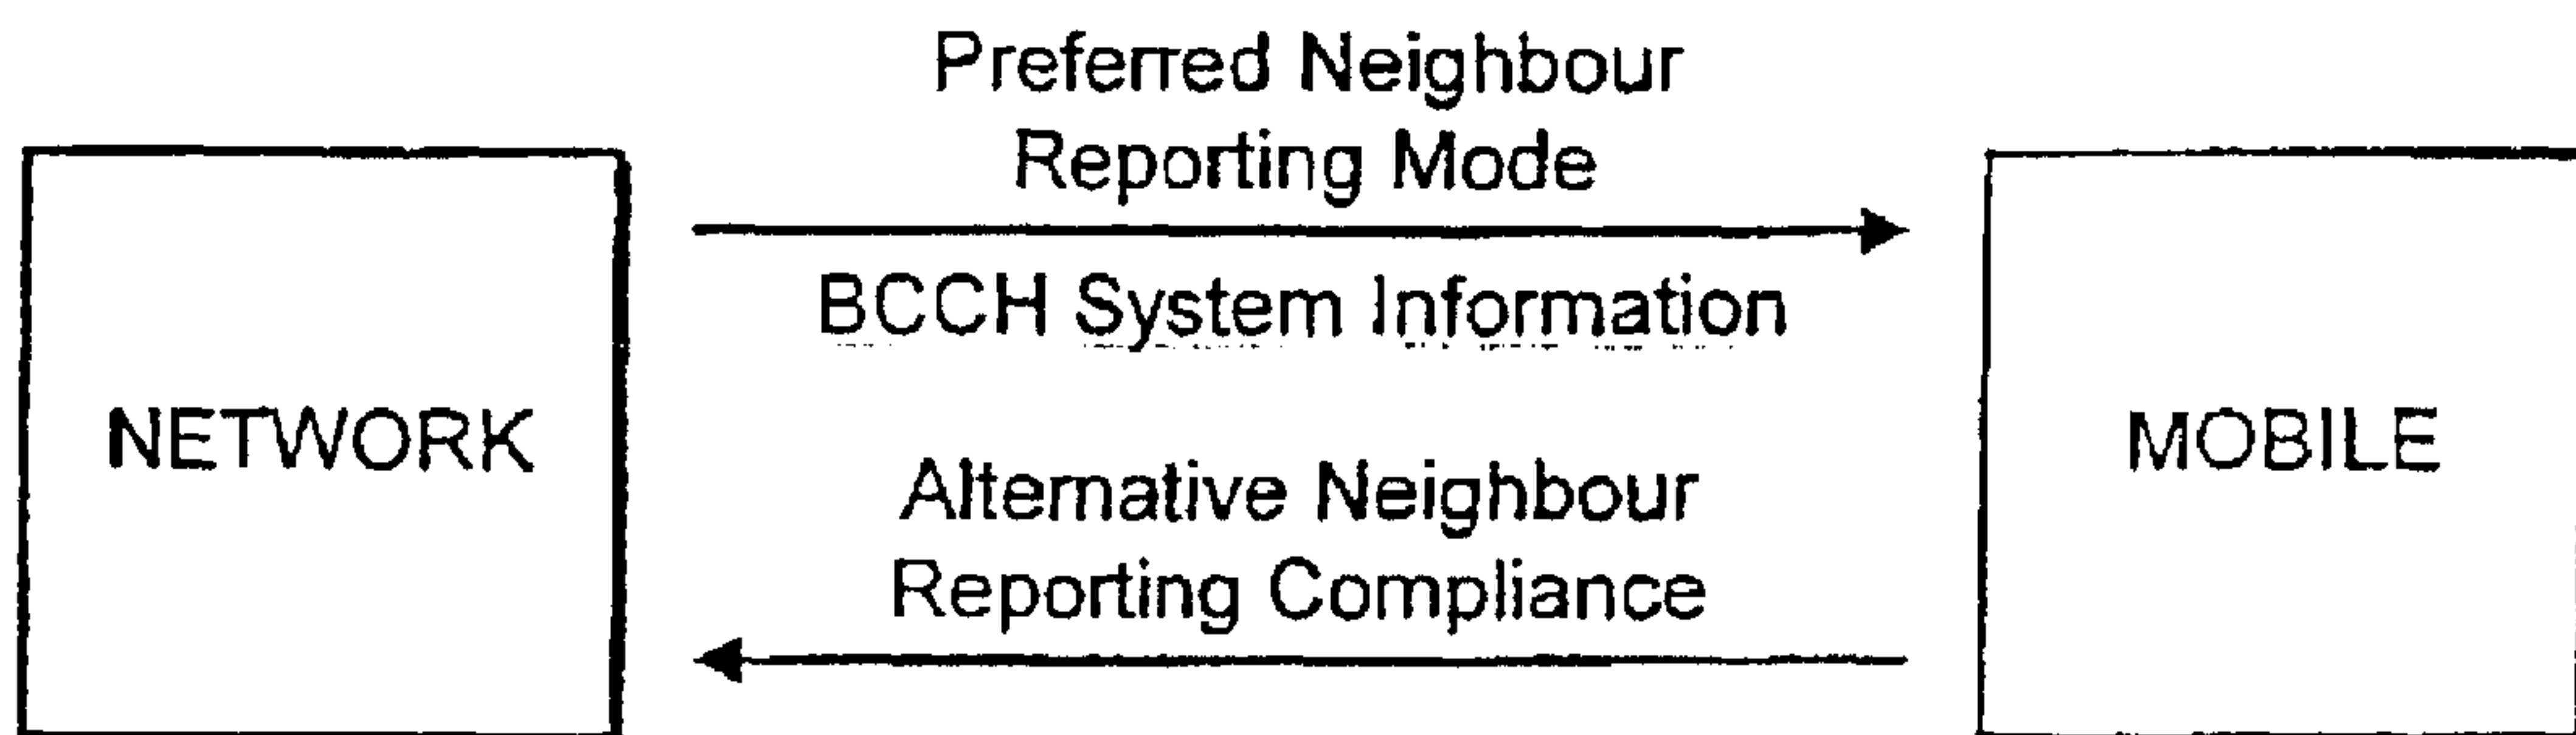 Preferred Neighbour
Reporting Mode
BCCH System Information
NETWORK
MOBILE
Alternative Neighbour
Reporting Compliance